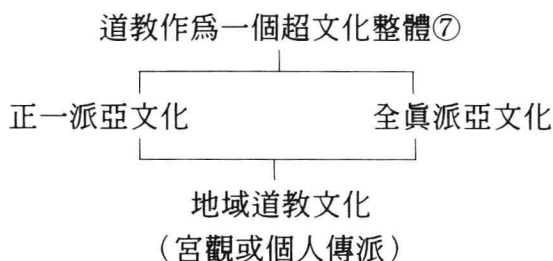 道教作爲一個超文化整體⑦
正一派亞文化 全眞派亞文化
地域道教文化
（宮觀或個人傳派）